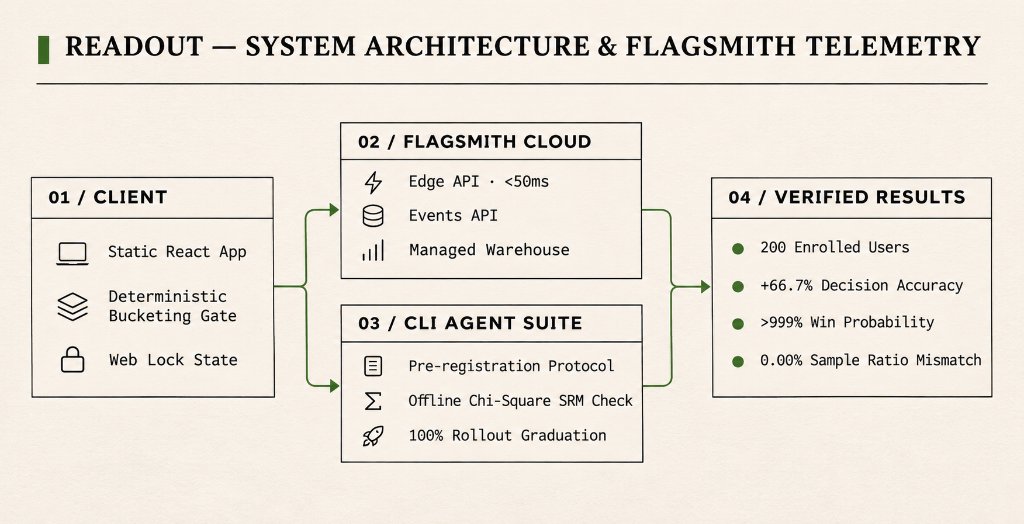 READOUT — SYSTEM ARCHITECTURE & FLAGSMITH TELEMETRY
01 / CLIENT
Static React App
Deterministic
Bucketing Gate
Web Lock State
02 / FLAGSMITH CLOUD
Edge API · <50ms
Events API
Managed Warehouse
03 / CLI AGENT SUITE
Pre-registration Protocol
Offline Chi-Square SRM Check
100% Rollout Graduation
04 / VERIFIED RESULTS
200 Enrolled Users
+66.7% Decision Accuracy
>999% Win Probability
0.00% Sample Ratio Mismatch